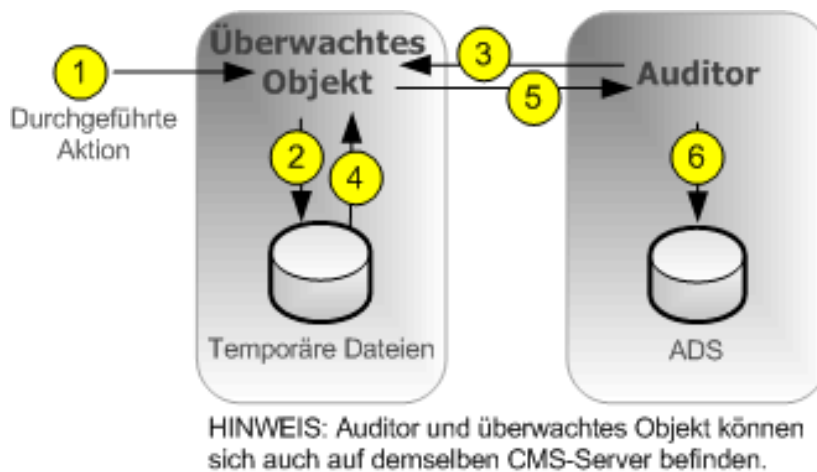 Überwachtes
Objekt
1
Durchgeführte
Aktion
3
5
Auditor
2
4
6
Temporäre Dateien
ADS
HINWEIS: Auditor und überwachtes Objekt können
sich auch auf demselben CMS-Server befinden.